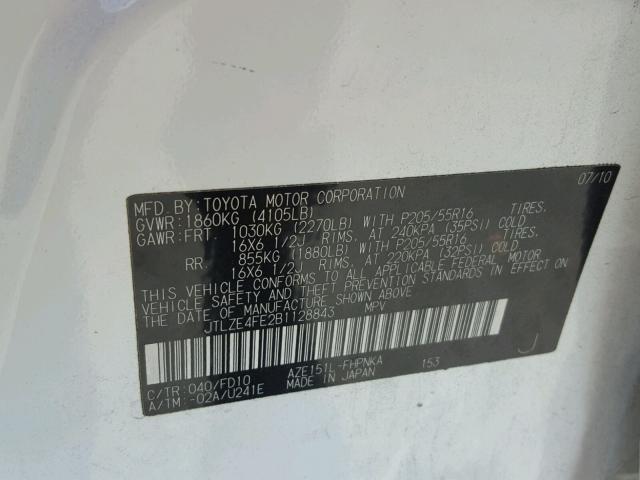 MFD. BY: TOYOTA MOTOR CORPORATION 07/10
GVWR: 1860KG (4105LB)
GAWR: FRT 1030KG (2270LB) WITH P205/55R16 TIRES,
16X6 1/2J RIMS, AT 240KPA (35PSI) COLD
RR 855KG (1880LB) WITH P205/55R16 TIRES,
16X6 1/2J RIMS, AT 220KPA (32PSI) COLD
THIS VEHICLE CONFORMS TO ALL APPLICABLE FEDERAL MOTOR
VEHICLE SAFETY AND THEFT PREVENTION STANDARDS IN EFFECT ON
THE DATE OF MANUFACTURE SHOWN ABOVE.
JTLZE4FE2B1128843 MPV
J
C/TR: 040/FD10 AZE151L-FHPNKA 153
A/TM: -02A/U241E MADE IN JAPAN